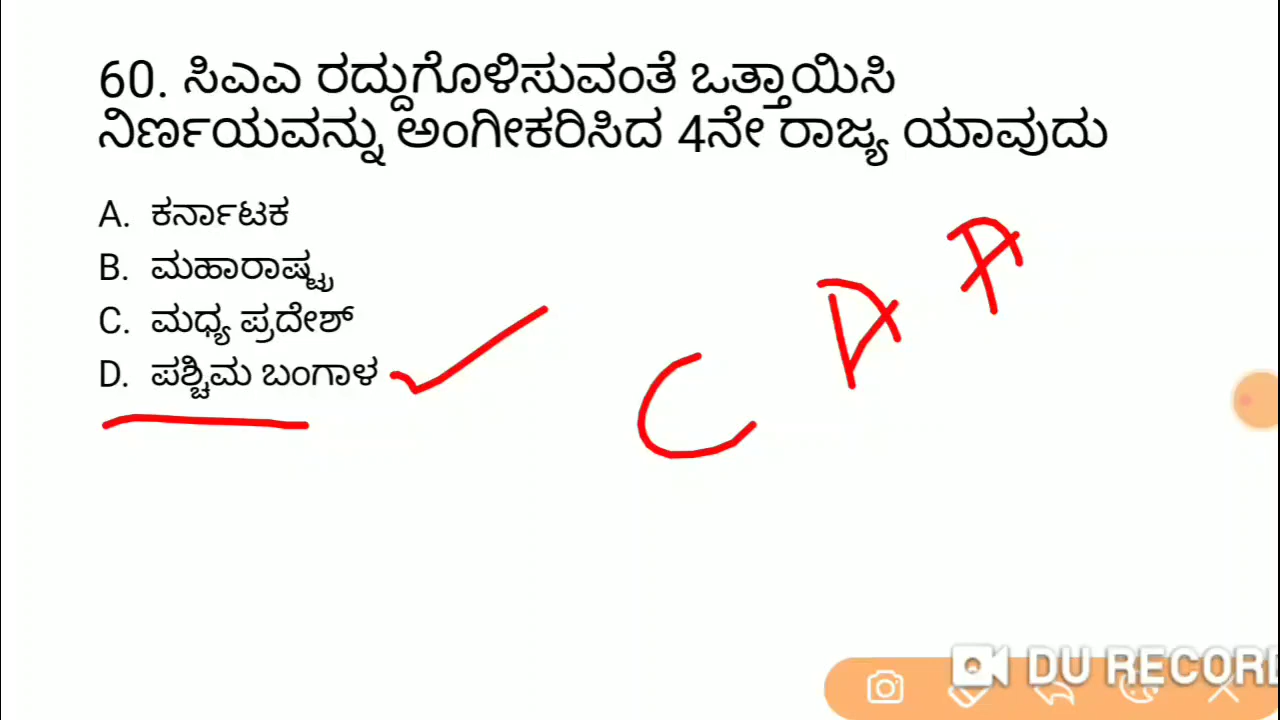 60. ಸಿಎಎ ರದ್ದುಗೊಳಿಸುವಂತೆ ಒತ್ತಾಯಿಸಿ
ನಿರ್ಣಯವನ್ನು ಅಂಗೀಕರಿಸಿದ 4ನೇ ರಾಜ್ಯ ಯಾವುದು
A. ಕರ್ನಾಟಕ
B. ಮಹಾರಾಷ್ಟ್ರ
C. ಮಧ್ಯ ಪ್ರದೇಶ್
D. ಪಶ್ಚಿಮ ಬಂಗಾಳ
C A A
DU RECORD